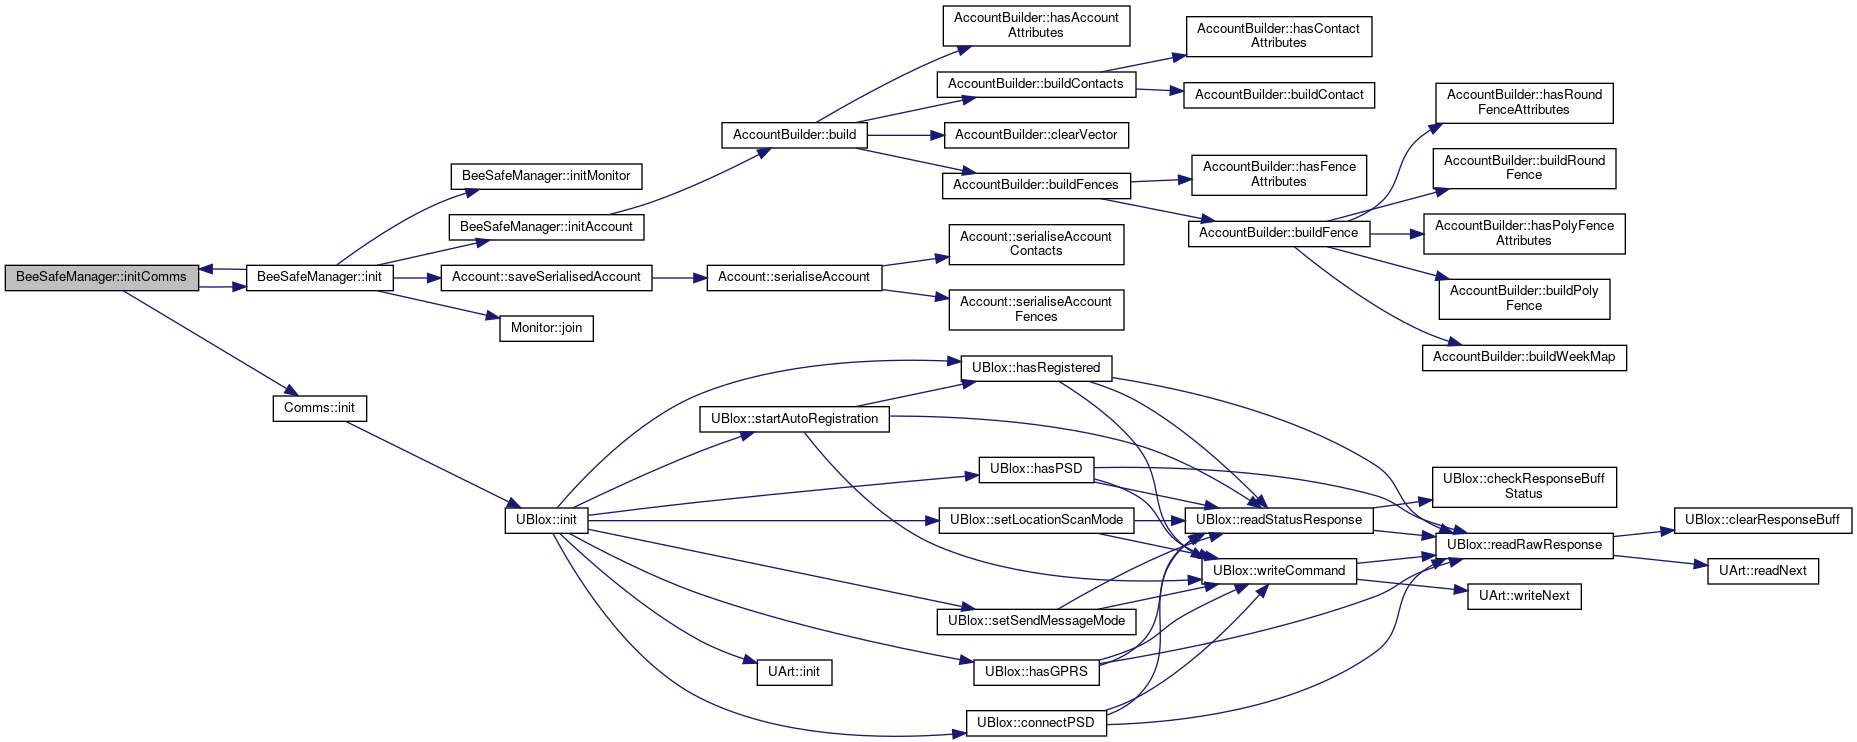 BeeSafeManager::initComms
BeeSafeManager::init
Comms::init
BeeSafeManager::initMonitor
BeeSafeManager::initAccount
Account::saveSerialisedAccount
Monitor::join
UBlox::init
AccountBuilder::build
Account::serialiseAccount
UBlox::startAutoRegistration
UArt::init
AccountBuilder::hasAccount
Attributes
AccountBuilder::buildContacts
AccountBuilder::clearVector
AccountBuilder::buildFences
Account::serialiseAccount
Contacts
Account::serialiseAccount
Fences
UBlox::hasRegistered
UBlox::hasPSD
UBlox::setLocationScanMode
UBlox::setSendMessageMode
UBlox::hasGPRS
UBlox::connectPSD
AccountBuilder::hasContact
Attributes
AccountBuilder::buildContact
AccountBuilder::hasFence
Attributes
AccountBuilder::buildFence
UBlox::readStatusResponse
UBlox::writeCommand
AccountBuilder::hasRound
FenceAttributes
AccountBuilder::buildRound
Fence
AccountBuilder::hasPolyFence
Attributes
AccountBuilder::buildPoly
Fence
AccountBuilder::buildWeekMap
UBlox::checkResponseBuff
Status
UBlox::readRawResponse
UArt::writeNext
UBlox::clearResponseBuff
UArt::readNext